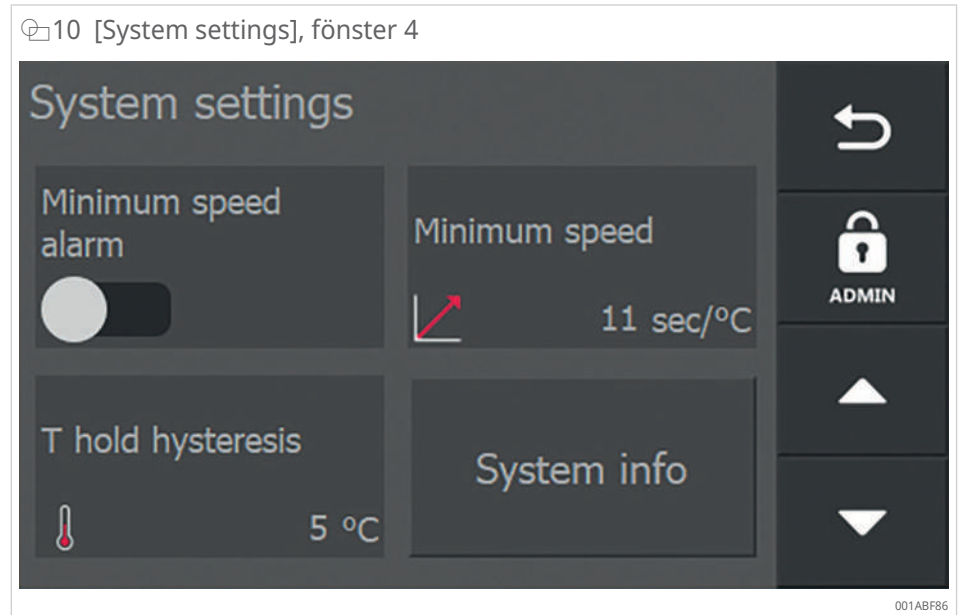 10 [System settings], fönster 4
System settings
Minimum speed
alarm
Minimum speed
11 sec/°C
ADMIN
T hold hysteresis
5 °C
System info
001ABF86